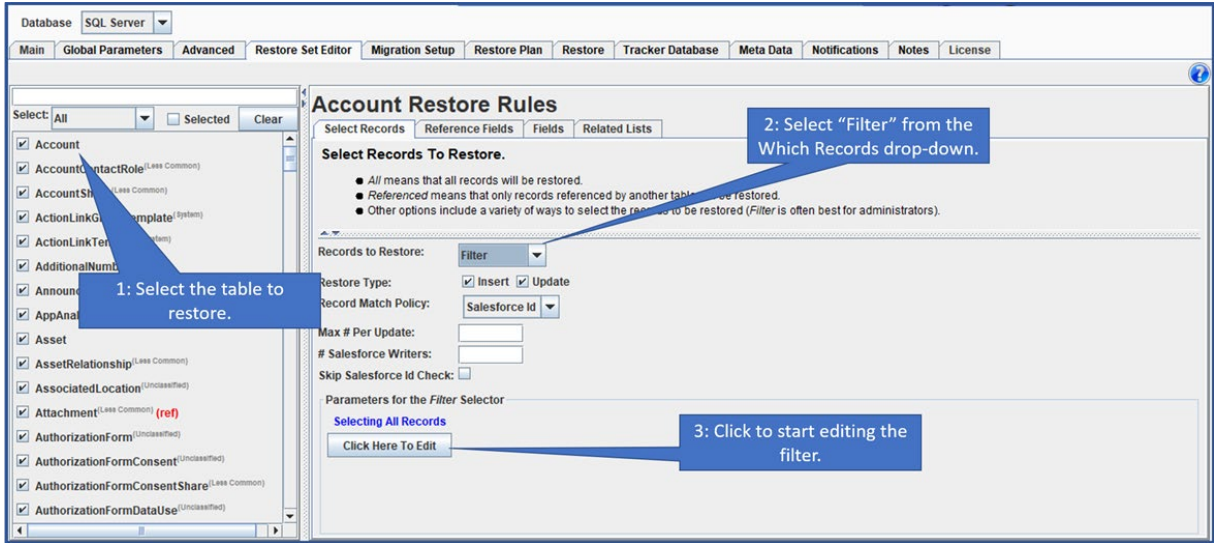 Database SQL Server
Main Global Parameters Advanced Restore Set Editor Migration Setup Restore Plan Restore Tracker Database Meta Data Notifications Notes License
?
Select: All Selected Clear
Account
AccountContactRole (Less Common)
(Less Common)
(System)
Asset
AssetRelationship (Less Common)
AssociatedLocation (Unclassified)
Attachment (Less Common) (ref)
AuthorizationForm (Unclassified)
AuthorizationFormConsent (Unclassified)
AuthorizationFormConsentShare (Less Common)
AuthorizationFormDataUse (Unclassified)
1: Select the table to
restore.
Account Restore Rules
Select Records Reference Fields Fields Related Lists
Select Records To Restore.
All means that all records will be restored.
Referenced means that only records referenced by another table be restored.
Other options include a variety of ways to select the records to be restored (Filter is often best for administrators).
2: Select “Filter” from the
Which Records drop-down.
Records to Restore: Filter
Restore Type: Insert Update
Record Match Policy: Salesforce Id
Max # Per Update:
# Salesforce Writers:
Skip Salesforce Id Check:
Parameters for the Filter Selector
Selecting All Records
Click Here To Edit
3: Click to start editing the
filter.